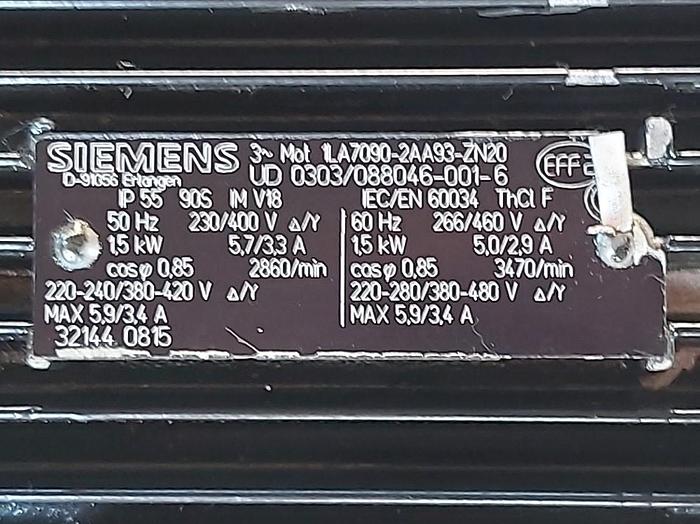 SIEMENS 3~ Mot 1LA7090-2AA93-ZN20
D-91056 Erlangen UD 0303/088046-001-6 EFF
IP 55 90S IM V18 IEC/EN 60034 ThCl F
50 Hz 230/400 V Δ/Y 60 Hz 266/460 V Δ/Y
1,5 kW 5,7/3,3 A 1,5 kW 5,0/2,9 A
cosφ 0,85 2860/min cosφ 0,85 3470/min
220-240/380-420 V Δ/Y 220-280/380-480 V Δ/Y
MAX 5,9/3,4 A MAX 5,9/3,4 A
32144 0815